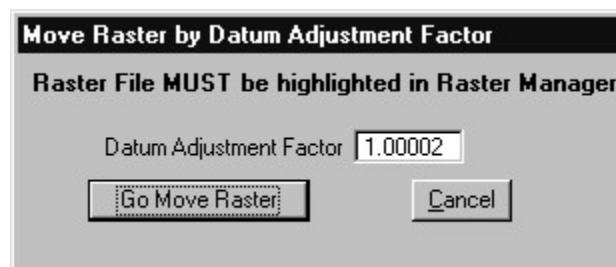 Move Raster by Datum Adjustment Factor
Raster File MUST be highlighted in Raster Manager
Datum Adjustment Factor 1.00002
Go Move Raster Cancel